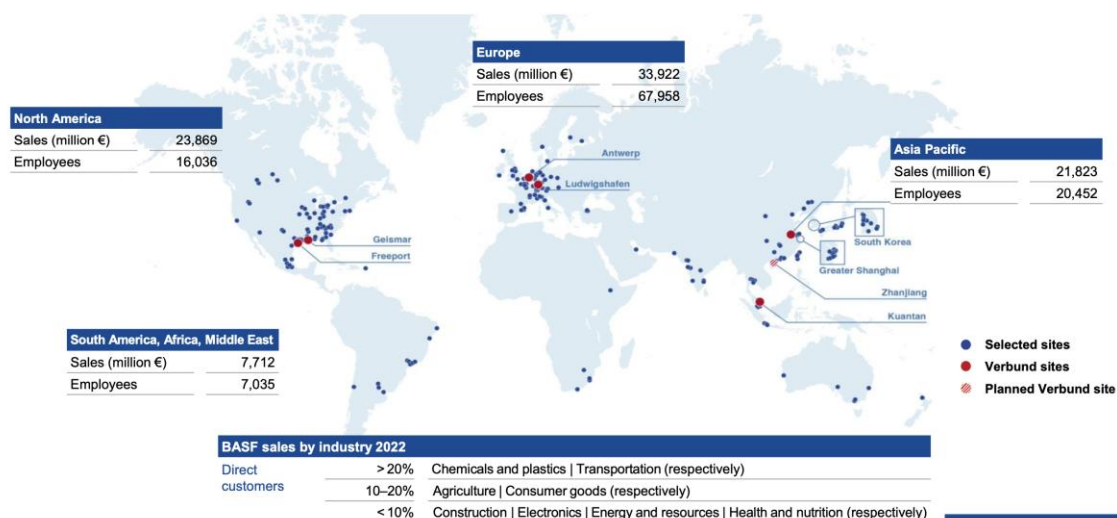 Europe
Sales (million €) 33,922
Employees 67,958
North America
Sales (million €) 23,869
Employees 16,036
Asia Pacific
Sales (million €) 21,823
Employees 20,452
Antwerp
Ludwigshafen
Geismar
Freeport
South Korea
Greater Shanghai
Zhanjiang
Kuantan
South America, Africa, Middle East
Sales (million €) 7,712
Employees 7,035
Selected sites
Verbund sites
Planned Verbund site
BASF sales by industry 2022
Direct customers
> 20% Chemicals and plastics | Transportation (respectively)
10–20% Agriculture | Consumer goods (respectively)
< 10% Construction | Electronics | Energy and resources | Health and nutrition (respectively)